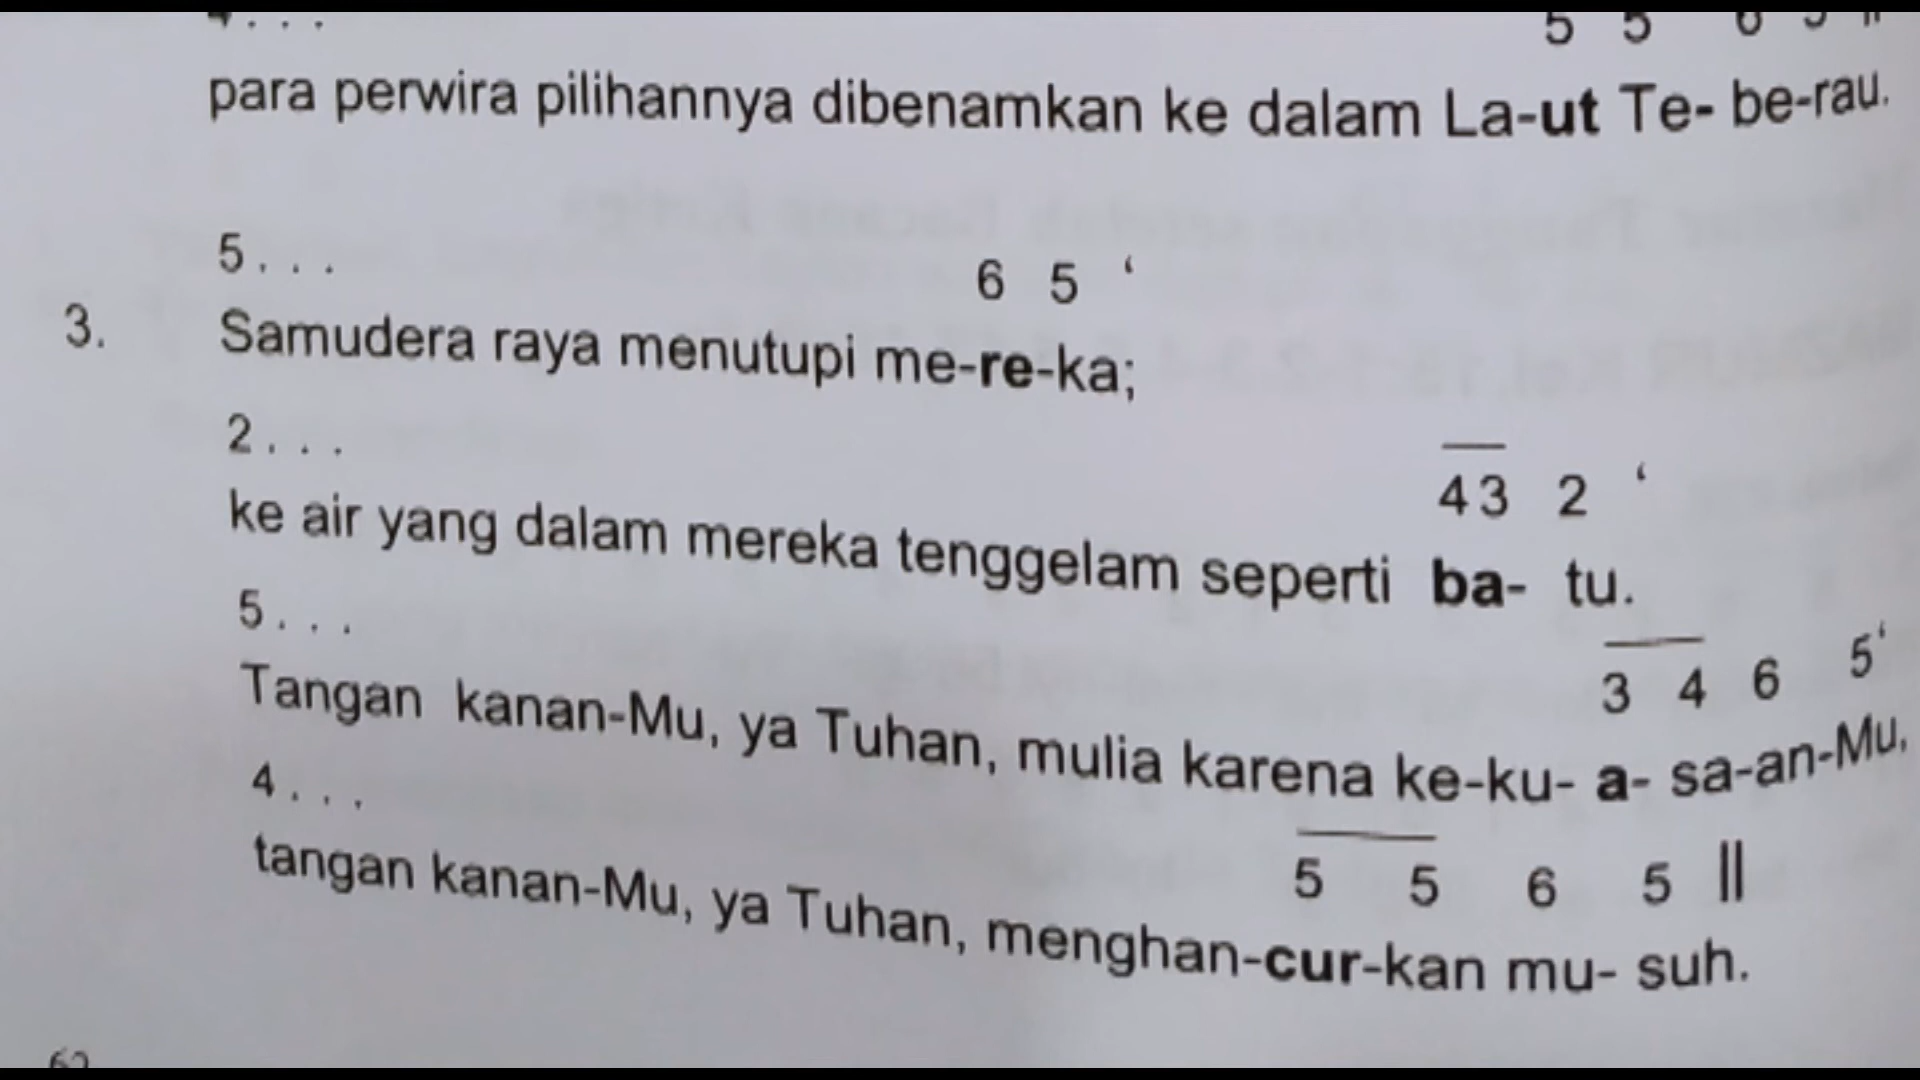 4...
5 5 6 5 ||
para perwira pilihannya dibenamkan ke dalam La-ut Te- be-rau.
5... 6 5 ‘
3. Samudera raya menutupi me-re-ka;
2... 43 2 ‘
ke air yang dalam mereka tenggelam seperti ba- tu.
5... 3 4 6 5‘
Tangan kanan-Mu, ya Tuhan, mulia karena ke-ku- a- sa-an-Mu,
4... 5 5 6 5 ||
tangan kanan-Mu, ya Tuhan, menghan-cur-kan mu- suh.